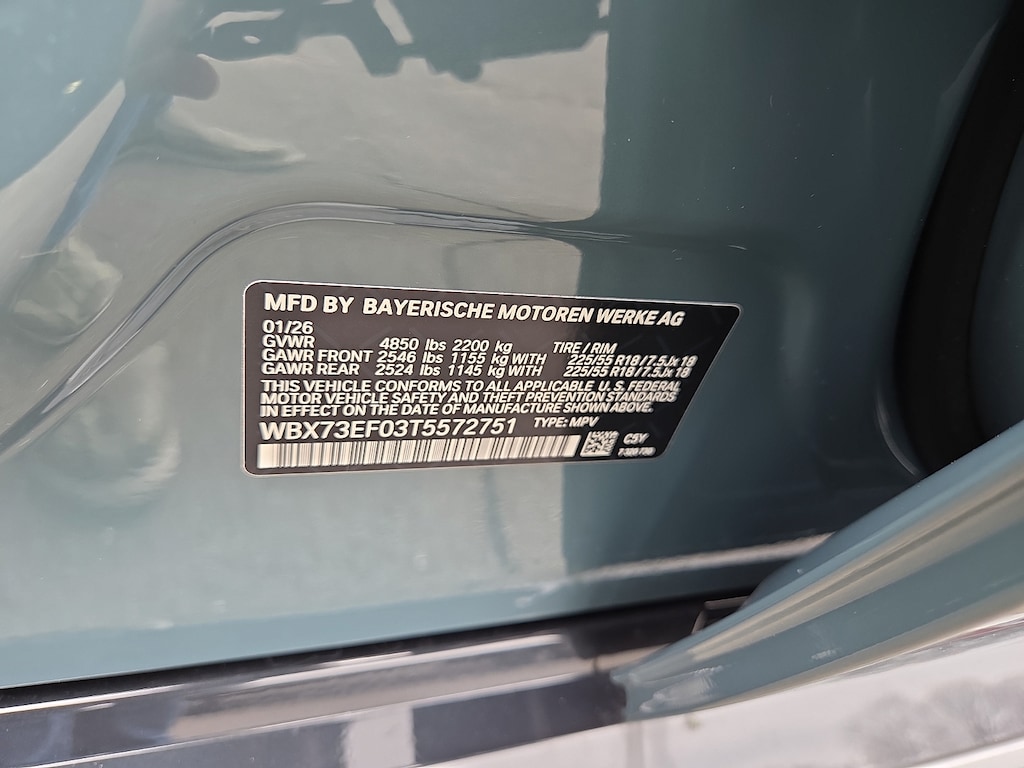 MFD BY BAYERISCHE MOTOREN WERKE AG
01/26
GVWR 4850 lbs 2200 kg TIRE / RIM
GAWR FRONT 2546 lbs 1155 kg WITH 225/55 R18 / 7.5Jx 18
GAWR REAR 2524 lbs 1145 kg WITH 225/55 R18 / 7.5Jx 18
THIS VEHICLE CONFORMS TO ALL APPLICABLE U. S. FEDERAL
MOTOR VEHICLE SAFETY AND THEFT PREVENTION STANDARDS
IN EFFECT ON THE DATE OF MANUFACTURE SHOWN ABOVE.
WBX73EF03T5572751 TYPE: MPV
C5Y